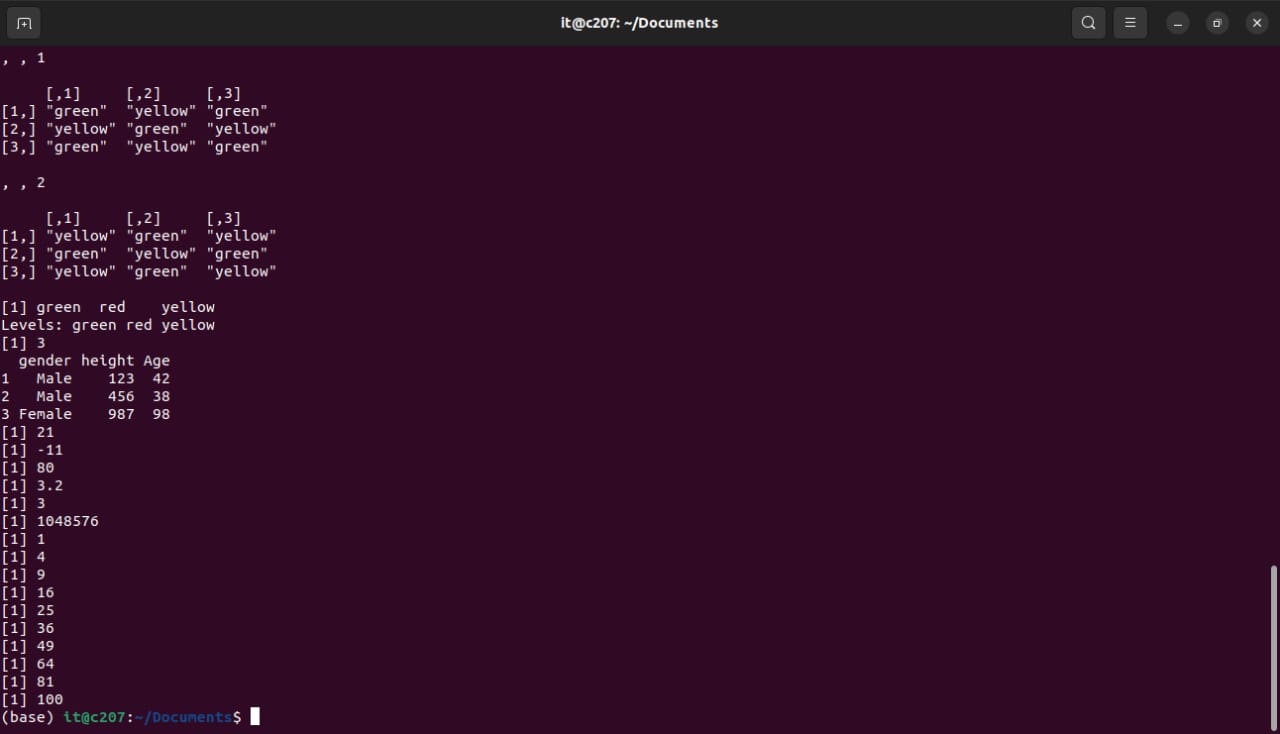 it@c207: ~/Documents
, , 1
     [,1]     [,2]     [,3]
[1,] "green"  "yellow" "green"
[2,] "yellow" "green"  "yellow"
[3,] "green"  "yellow" "green"
, , 2
     [,1]     [,2]     [,3]
[1,] "yellow" "green"  "yellow"
[2,] "green"  "yellow" "green"
[3,] "yellow" "green"  "yellow"
[1] green  red    yellow
Levels: green red yellow
[1] 3
  gender height Age
1   Male    123  42
2   Male    456  38
3 Female    987  98
[1] 21
[1] -11
[1] 80
[1] 3.2
[1] 3
[1] 1048576
[1] 1
[1] 4
[1] 9
[1] 16
[1] 25
[1] 36
[1] 49
[1] 64
[1] 81
[1] 100
(base) it@c207:~/Documents$